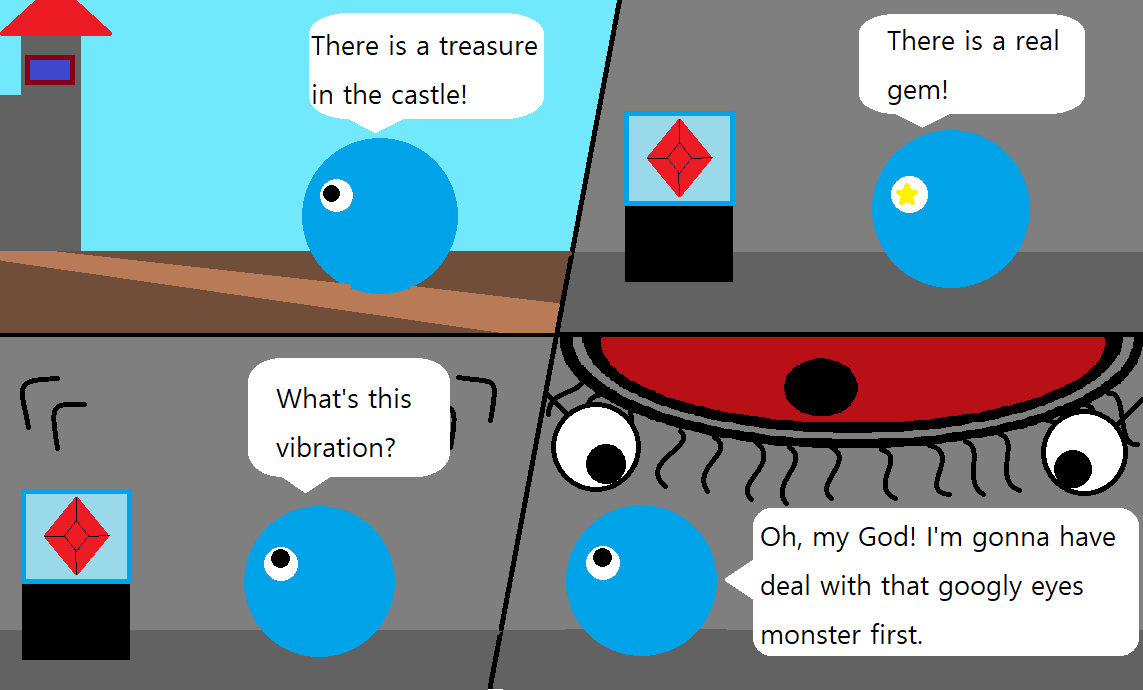 There is a treasure
in the castle!
There is a real
gem!
What's this
vibration?
Oh, my God! I'm gonna have
deal with that googly eyes
monster first.